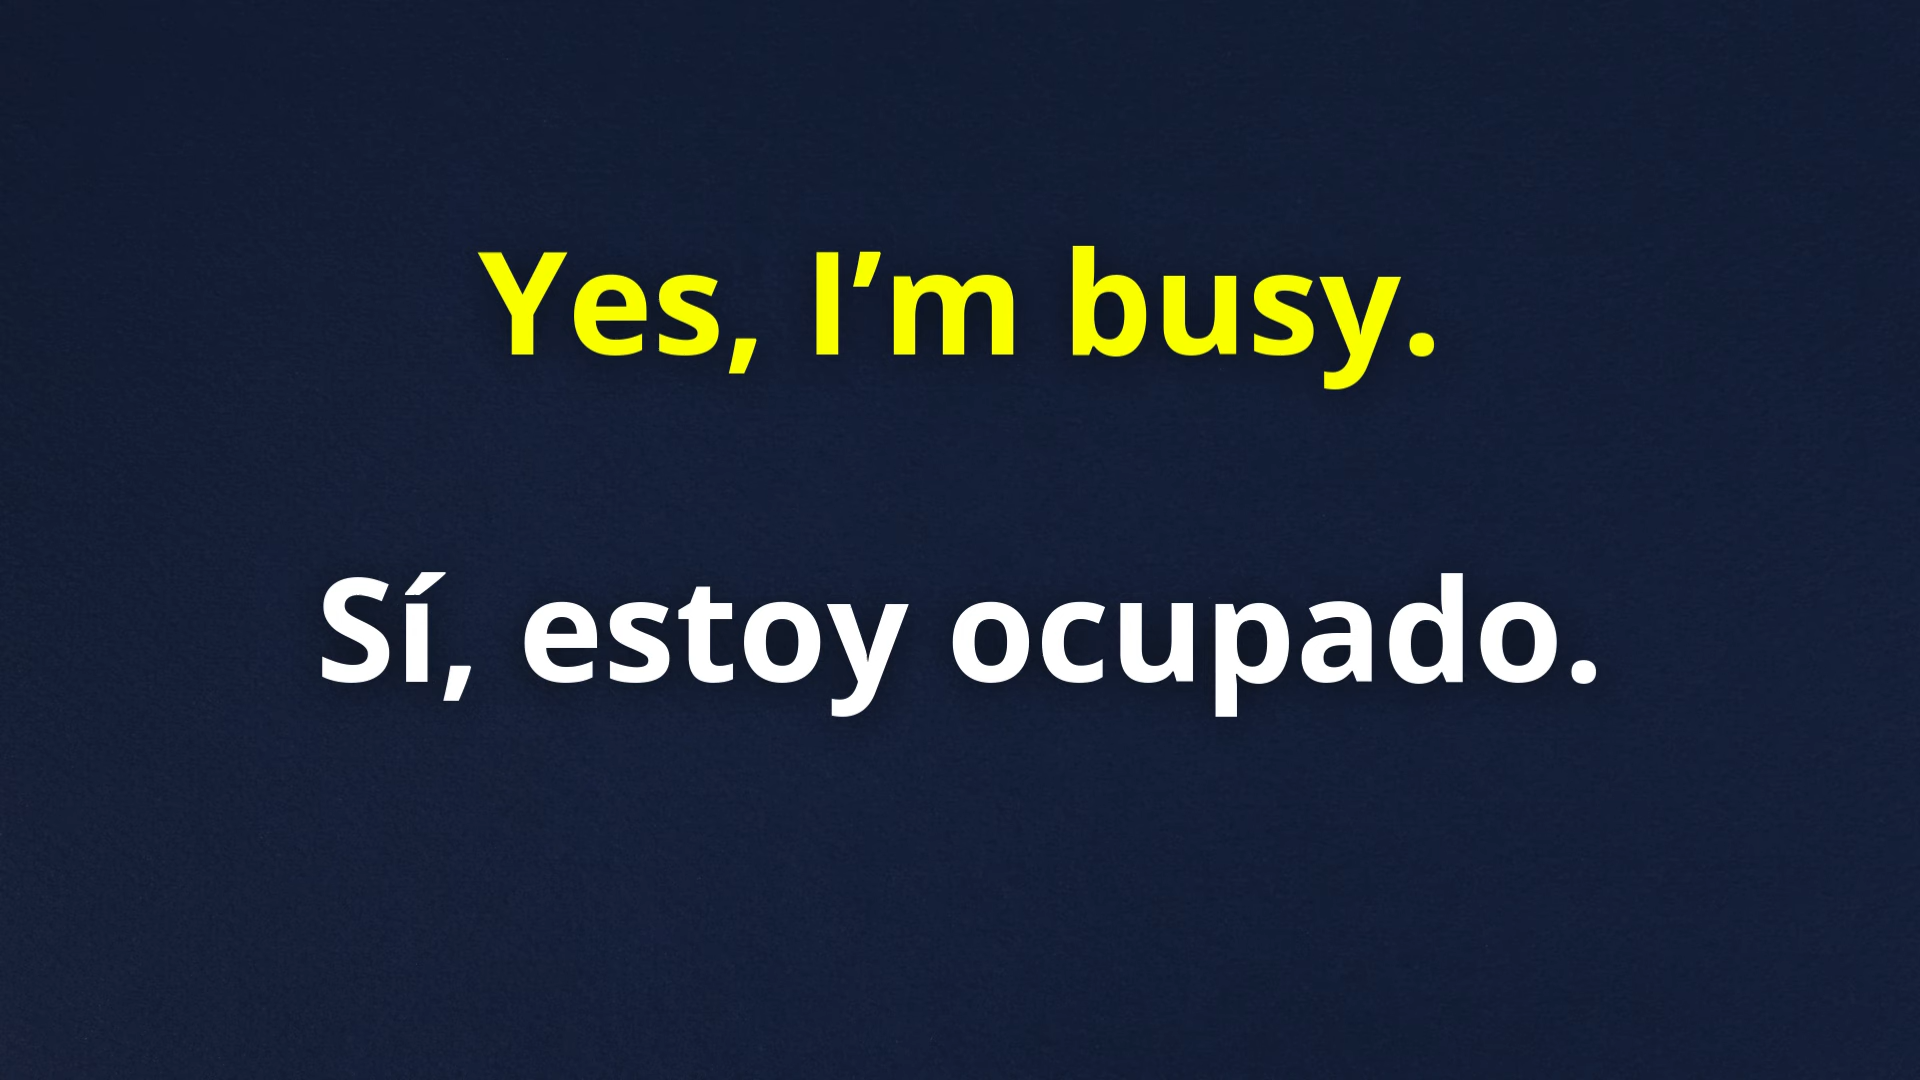 Yes, I’m busy.
Sí, estoy ocupado.